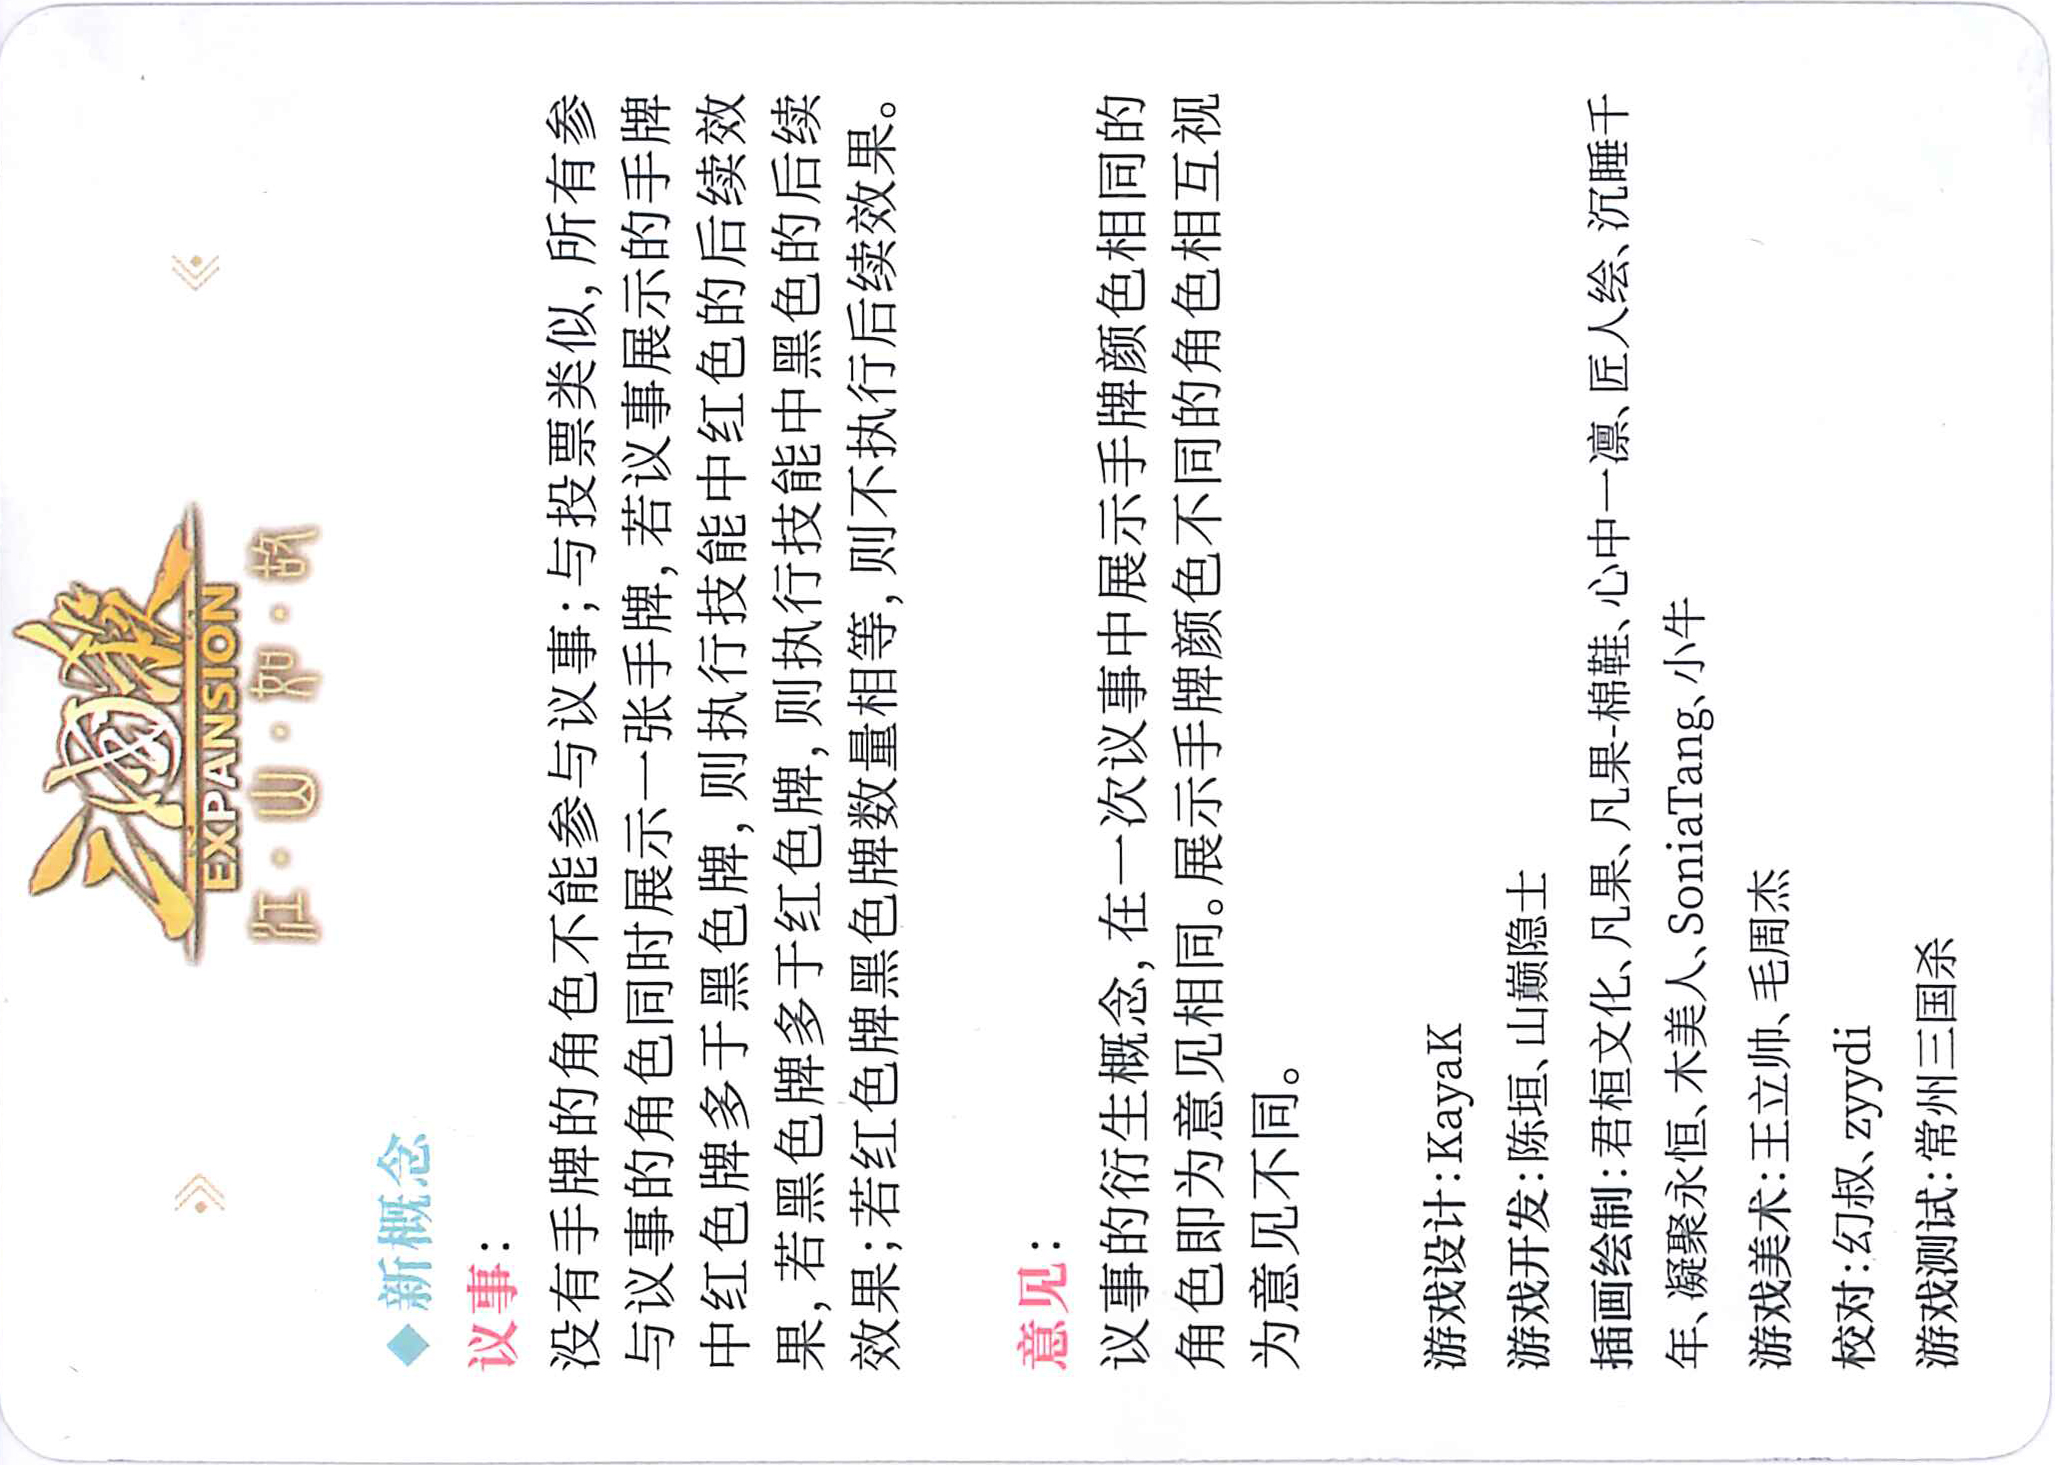 三國殺
EXPANSION
江·山·如·故
◆新概念
议事：
没有手牌的角色不能参与议事；与投票类似，所有参
与议事的角色同时展示一张手牌，若议事展示的手牌
中红色牌多于黑色牌，则执行技能中红色的后续效
果，若黑色牌多于红色牌，则执行技能中黑色的后续
效果；若红色牌黑色牌数量相等，则不执行后续效果。
意见：
议事的衍生概念，在一次议事中展示手牌颜色相同的
角色即为意见相同。展示手牌颜色不同的角色相互视
为意见不同。
游戏设计：KayaK
游戏开发：陈垣、山巅隐士
插画绘制：君桓文化、凡果、凡果-棉鞋、心中一凛、匠人绘、沉睡千
年、凝聚永恒、木美人、SoniaTang、小牛
游戏美术：王立帅、毛周杰
校对：幻叔、zyydi
游戏测试：常州三国杀